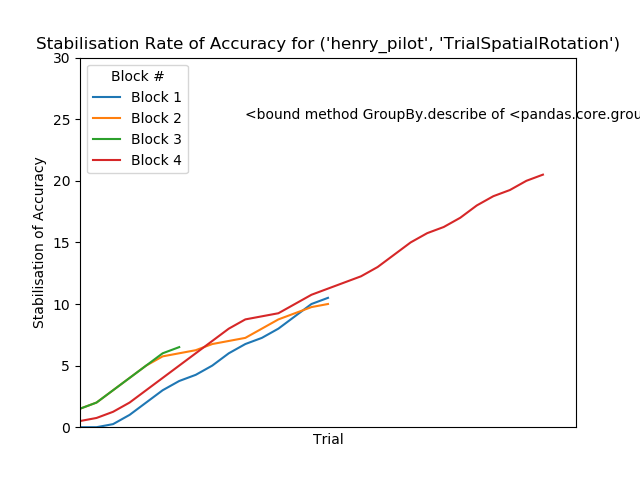 Stabilisation Rate of Accuracy for ('henry_pilot', 'TrialSpatialRotation')
30
25
20
15
10
5
0
Stabilisation of Accuracy
Block #
Block 1
Block 2
Block 3
Block 4
<bound method GroupBy.describe of <pandas.core.grou
Trial